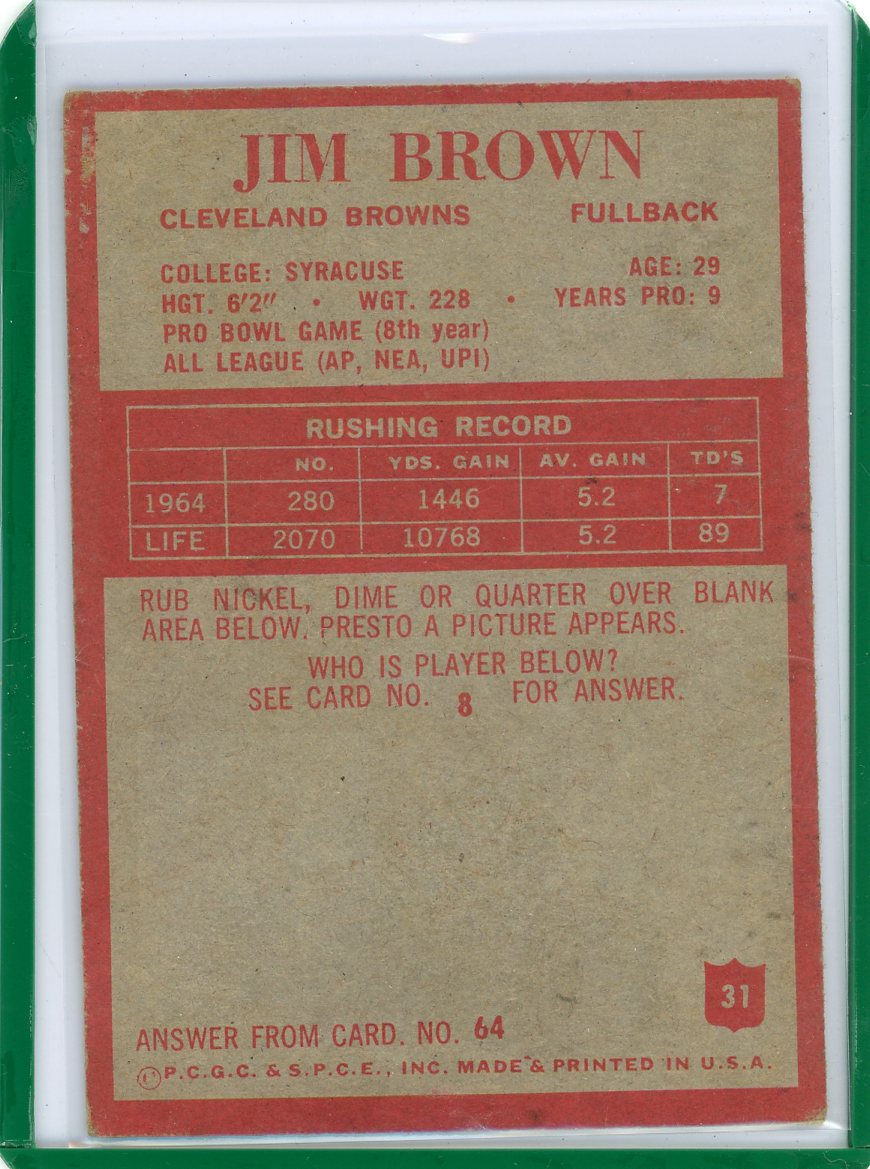 JIM BROWN
CLEVELAND BROWNS FULLBACK
COLLEGE: SYRACUSE AGE: 29
HGT. 6'2" • WGT. 228 • YEARS PRO: 9
PRO BOWL GAME (8th year)
ALL LEAGUE (AP, NEA, UPI)
RUSHING RECORD
NO. YDS. GAIN AV. GAIN TD'S
1964 280 1446 5.2 7
LIFE 2070 10768 5.2 89
RUB NICKEL, DIME OR QUARTER OVER BLANK
AREA BELOW. PRESTO A PICTURE APPEARS.
WHO IS PLAYER BELOW?
SEE CARD NO. 8 FOR ANSWER.
31
ANSWER FROM CARD. NO. 64
©P.C.G.C. & S.P.C.E., INC. MADE & PRINTED IN U.S.A.